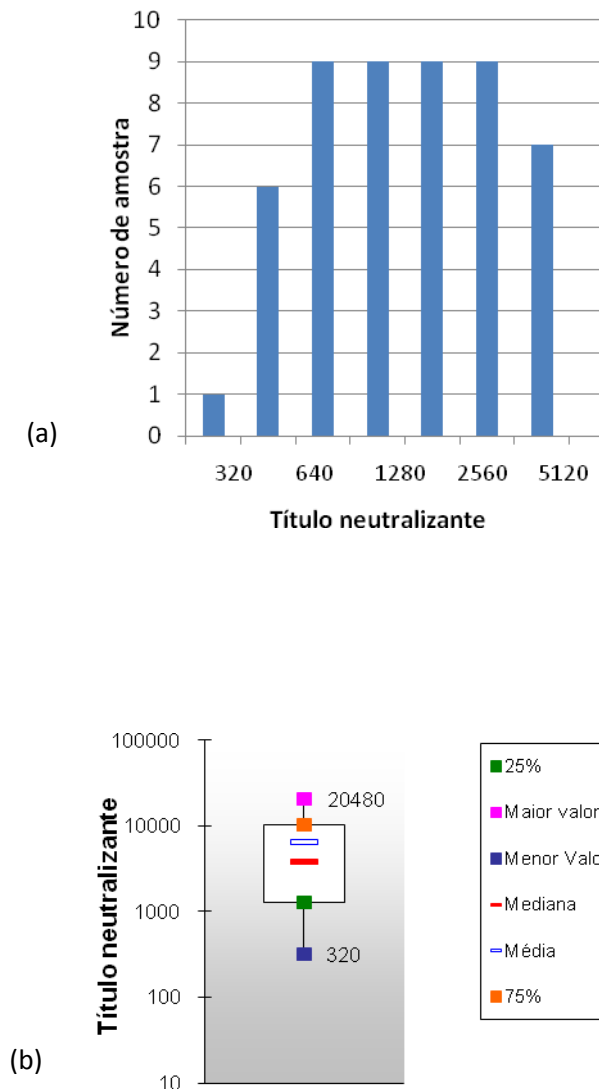 10
9
8
7
6
5
4
3
2
1
0
Número de amostra
320 640 1280 2560 5120
Título neutralizante
(a)
100000
10000
1000
100
10
Título neutralizante
20480
320
25%
Maior valor
Menor Valo
Mediana
Média
75%
(b)